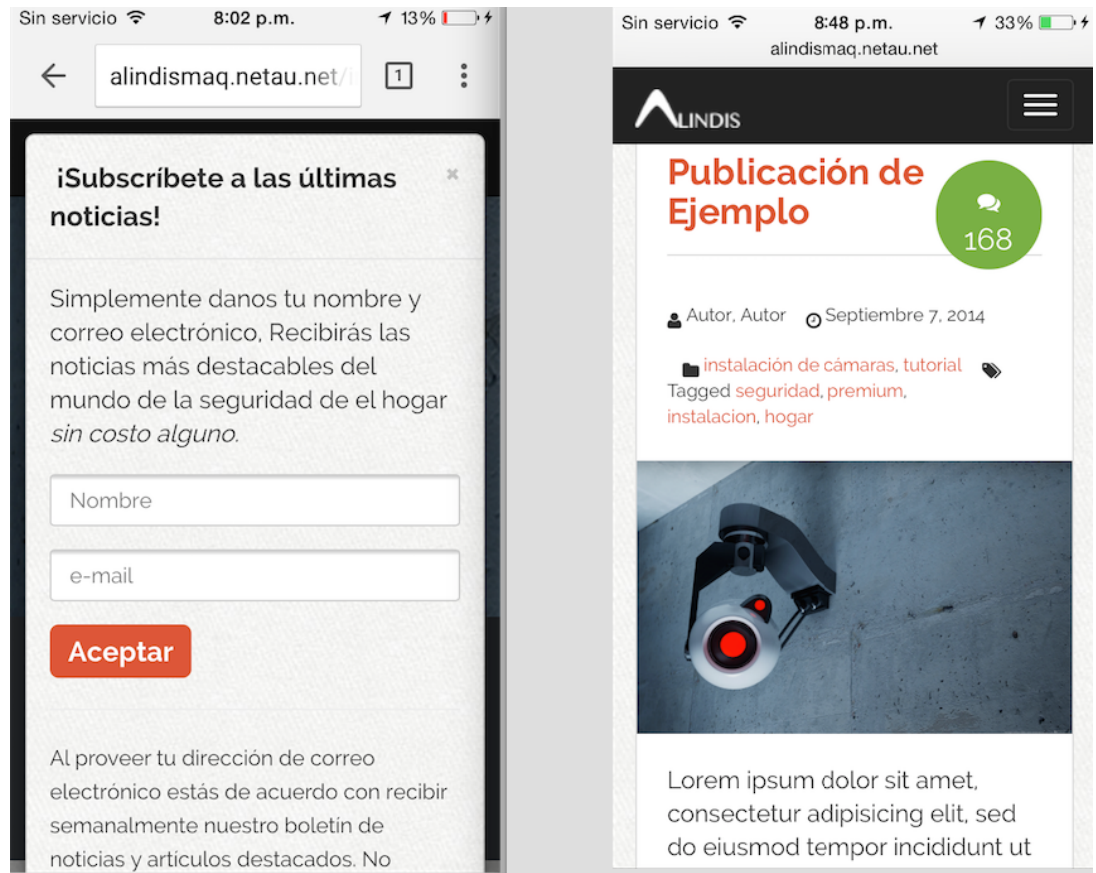 Sin servicio 8:02 p.m. 13%
alindismaq.netau.net/i 1
¡Subscríbete a las últimas
noticias!
×
Simplemente danos tu nombre y
correo electrónico, Recibirás las
noticias más destacables del
mundo de la seguridad de el hogar
sin costo alguno.
Nombre
e-mail
Aceptar
Al proveer tu dirección de correo
electrónico estás de acuerdo con recibir
semanalmente nuestro boletín de
noticias y artículos destacados. No
Sin servicio 8:48 p.m. 33%
alindismaq.netau.net
ALINDIS
Publicación de
Ejemplo
168
Autor, Autor Septiembre 7, 2014
instalación de cámaras, tutorial
Tagged seguridad, premium,
instalacion, hogar
Lorem ipsum dolor sit amet,
consectetur adipisicing elit, sed
do eiusmod tempor incididunt ut